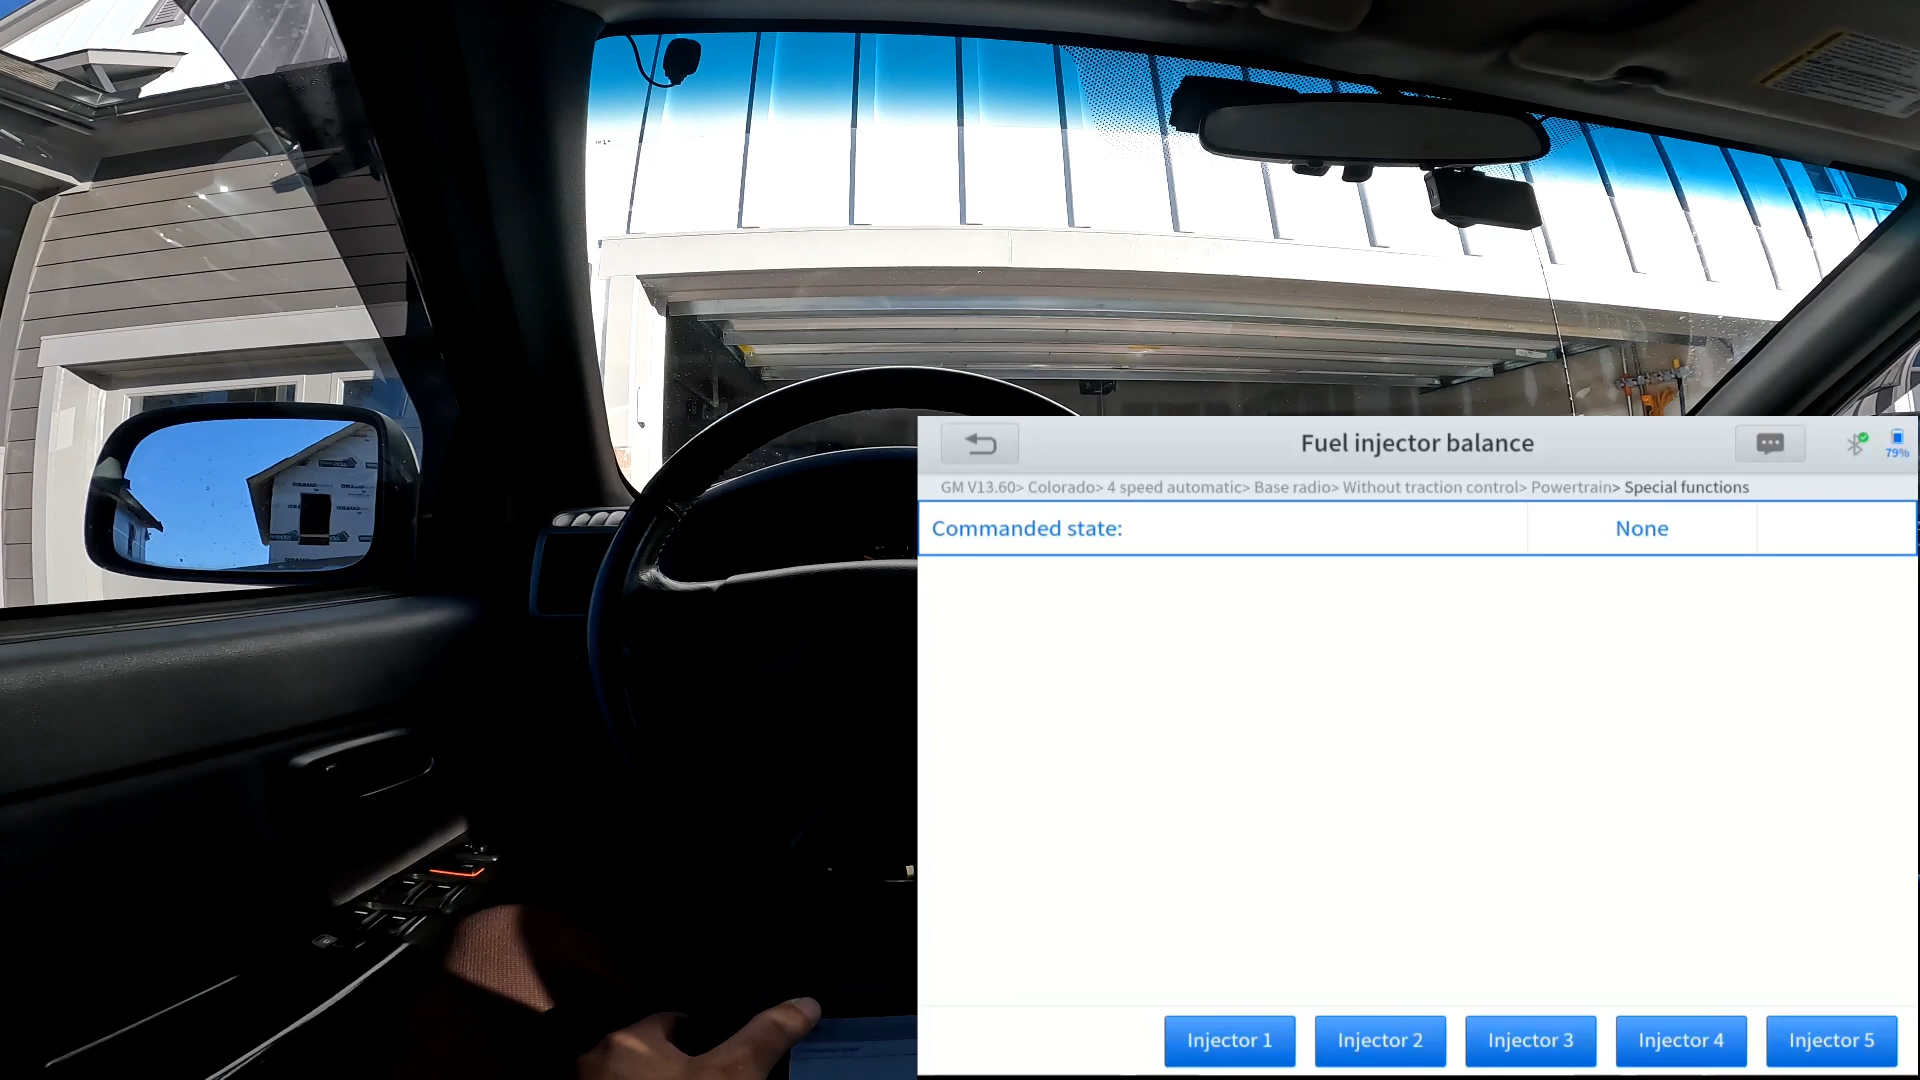 Fuel injector balance
79%
GM V13.60> Colorado> 4 speed automatic> Base radio> Without traction control> Powertrain> Special functions
Commanded state: None
Injector 1 Injector 2 Injector 3 Injector 4 Injector 5